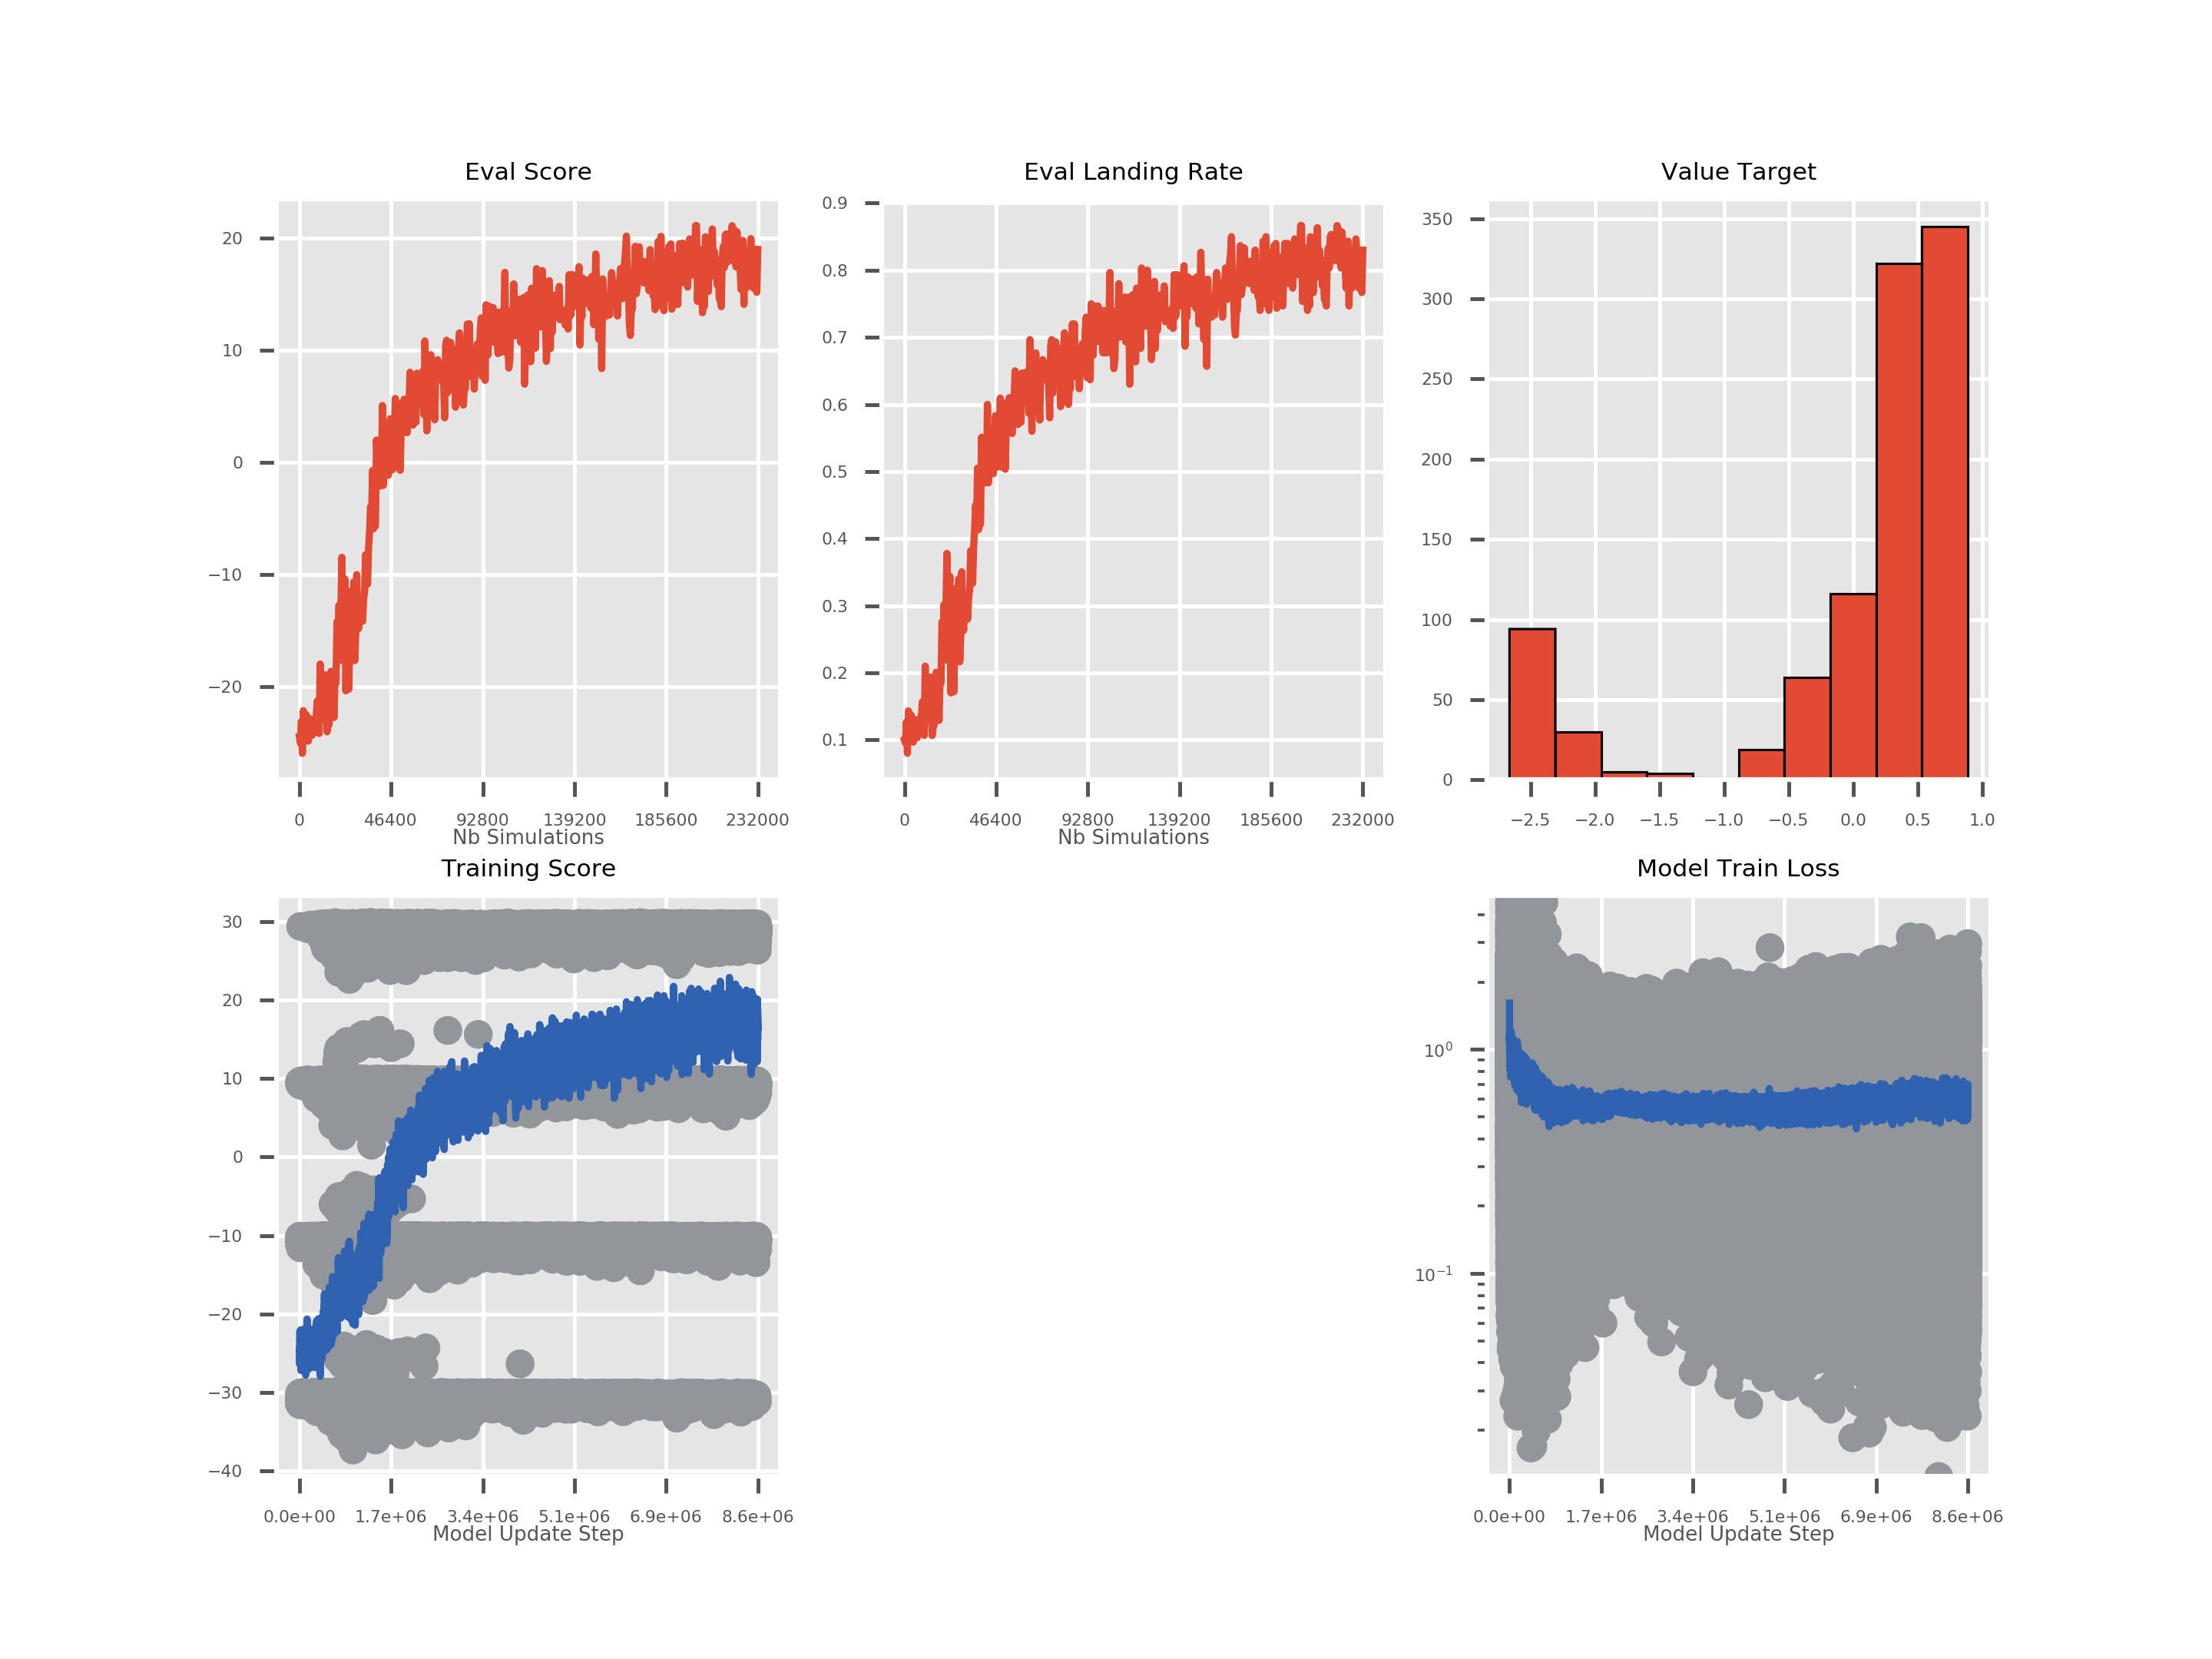 Eval Score
20
10
0
−10
−20
0 46400 92800 139200 185600 232000
Nb Simulations
Eval Landing Rate
0.9
0.8
0.7
0.6
0.5
0.4
0.3
0.2
0.1
0 46400 92800 139200 185600 232000
Nb Simulations
Value Target
350
300
250
200
150
100
50
0
−2.5 −2.0 −1.5 −1.0 −0.5 0.0 0.5 1.0
Training Score
30
20
10
0
−10
−20
−30
−40
0.0e+00 1.7e+06 3.4e+06 5.1e+06 6.9e+06 8.6e+06
Model Update Step
Model Train Loss
10⁰
10⁻¹
0.0e+00 1.7e+06 3.4e+06 5.1e+06 6.9e+06 8.6e+06
Model Update Step